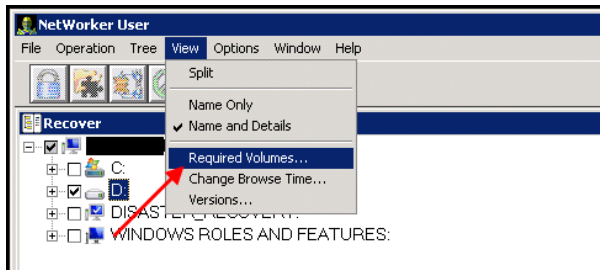 NetWorker User
File Operation Tree View Options Window Help
Split
Name Only
Name and Details
Required Volumes...
Change Browse Time...
Versions...
Recover
C:
D:
DISASTER_RECOVERY:
WINDOWS ROLES AND FEATURES: